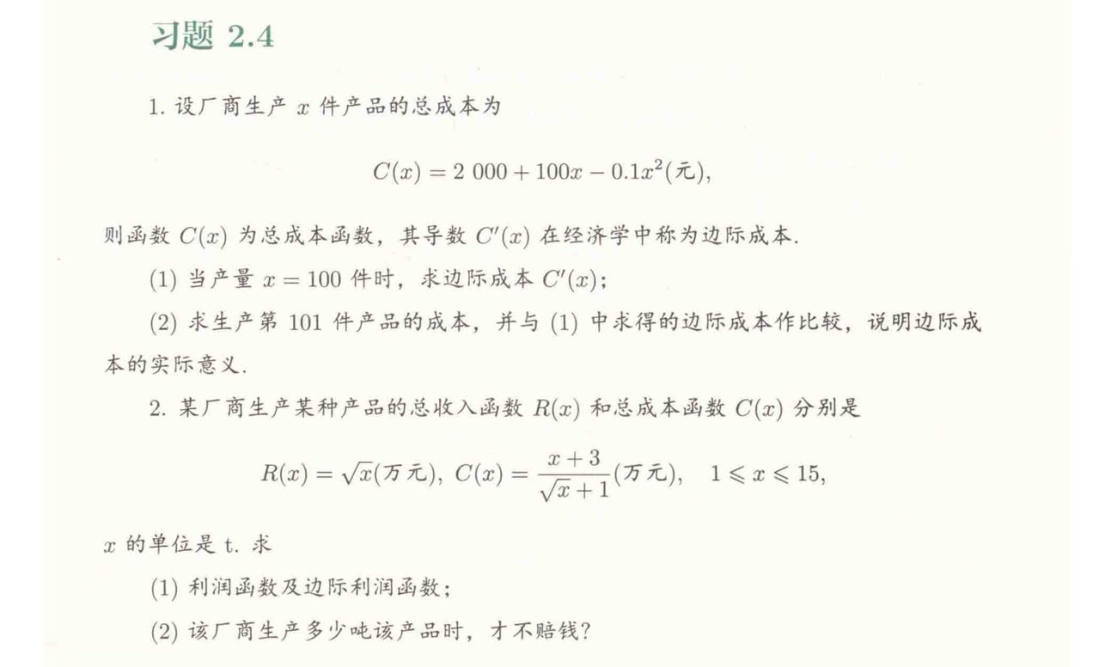 习题 2.4
1. 设厂商生产 x 件产品的总成本为
C(x) = 2 000 + 100x − 0.1x²(元),
则函数 C(x) 为总成本函数，其导数 C′(x) 在经济学中称为边际成本.
(1) 当产量 x = 100 件时，求边际成本 C′(x)；
(2) 求生产第 101 件产品的成本，并与 (1) 中求得的边际成本作比较，说明边际成
本的实际意义.
2. 某厂商生产某种产品的总收入函数 R(x) 和总成本函数 C(x) 分别是
R(x) = √x(万元), C(x) = (x + 3)/(√x + 1)(万元), 1 ⩽ x ⩽ 15,
x 的单位是 t. 求
(1) 利润函数及边际利润函数；
(2) 该厂商生产多少吨该产品时，才不赔钱？